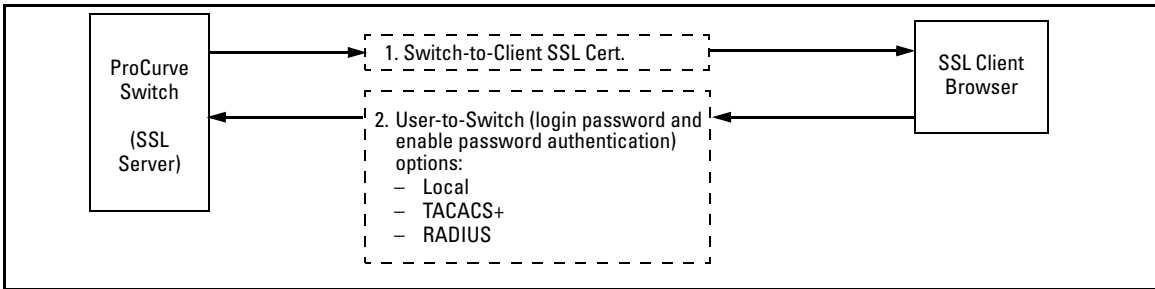 ProCurve
Switch
(SSL
Server)
1. Switch-to-Client SSL Cert.
2. User-to-Switch (login password and
enable password authentication)
options:
– Local
– TACACS+
– RADIUS
SSL Client
Browser